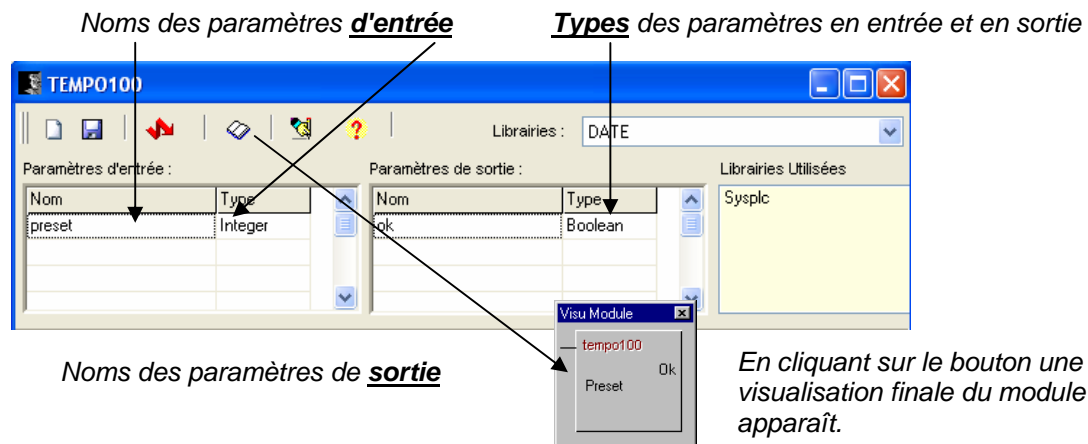 Noms des paramètres d'entrée
Types des paramètres en entrée et en sortie
TEMPO100
Librairies : DATE
Paramètres d'entrée :
Paramètres de sortie :
Librairies Utilisées
Nom Type
Nom Type
Sysplc
preset Integer
ok Boolean
Visu Module
tempo100
Ok
Preset
Noms des paramètres de sortie
En cliquant sur le bouton une
visualisation finale du module
apparaît.